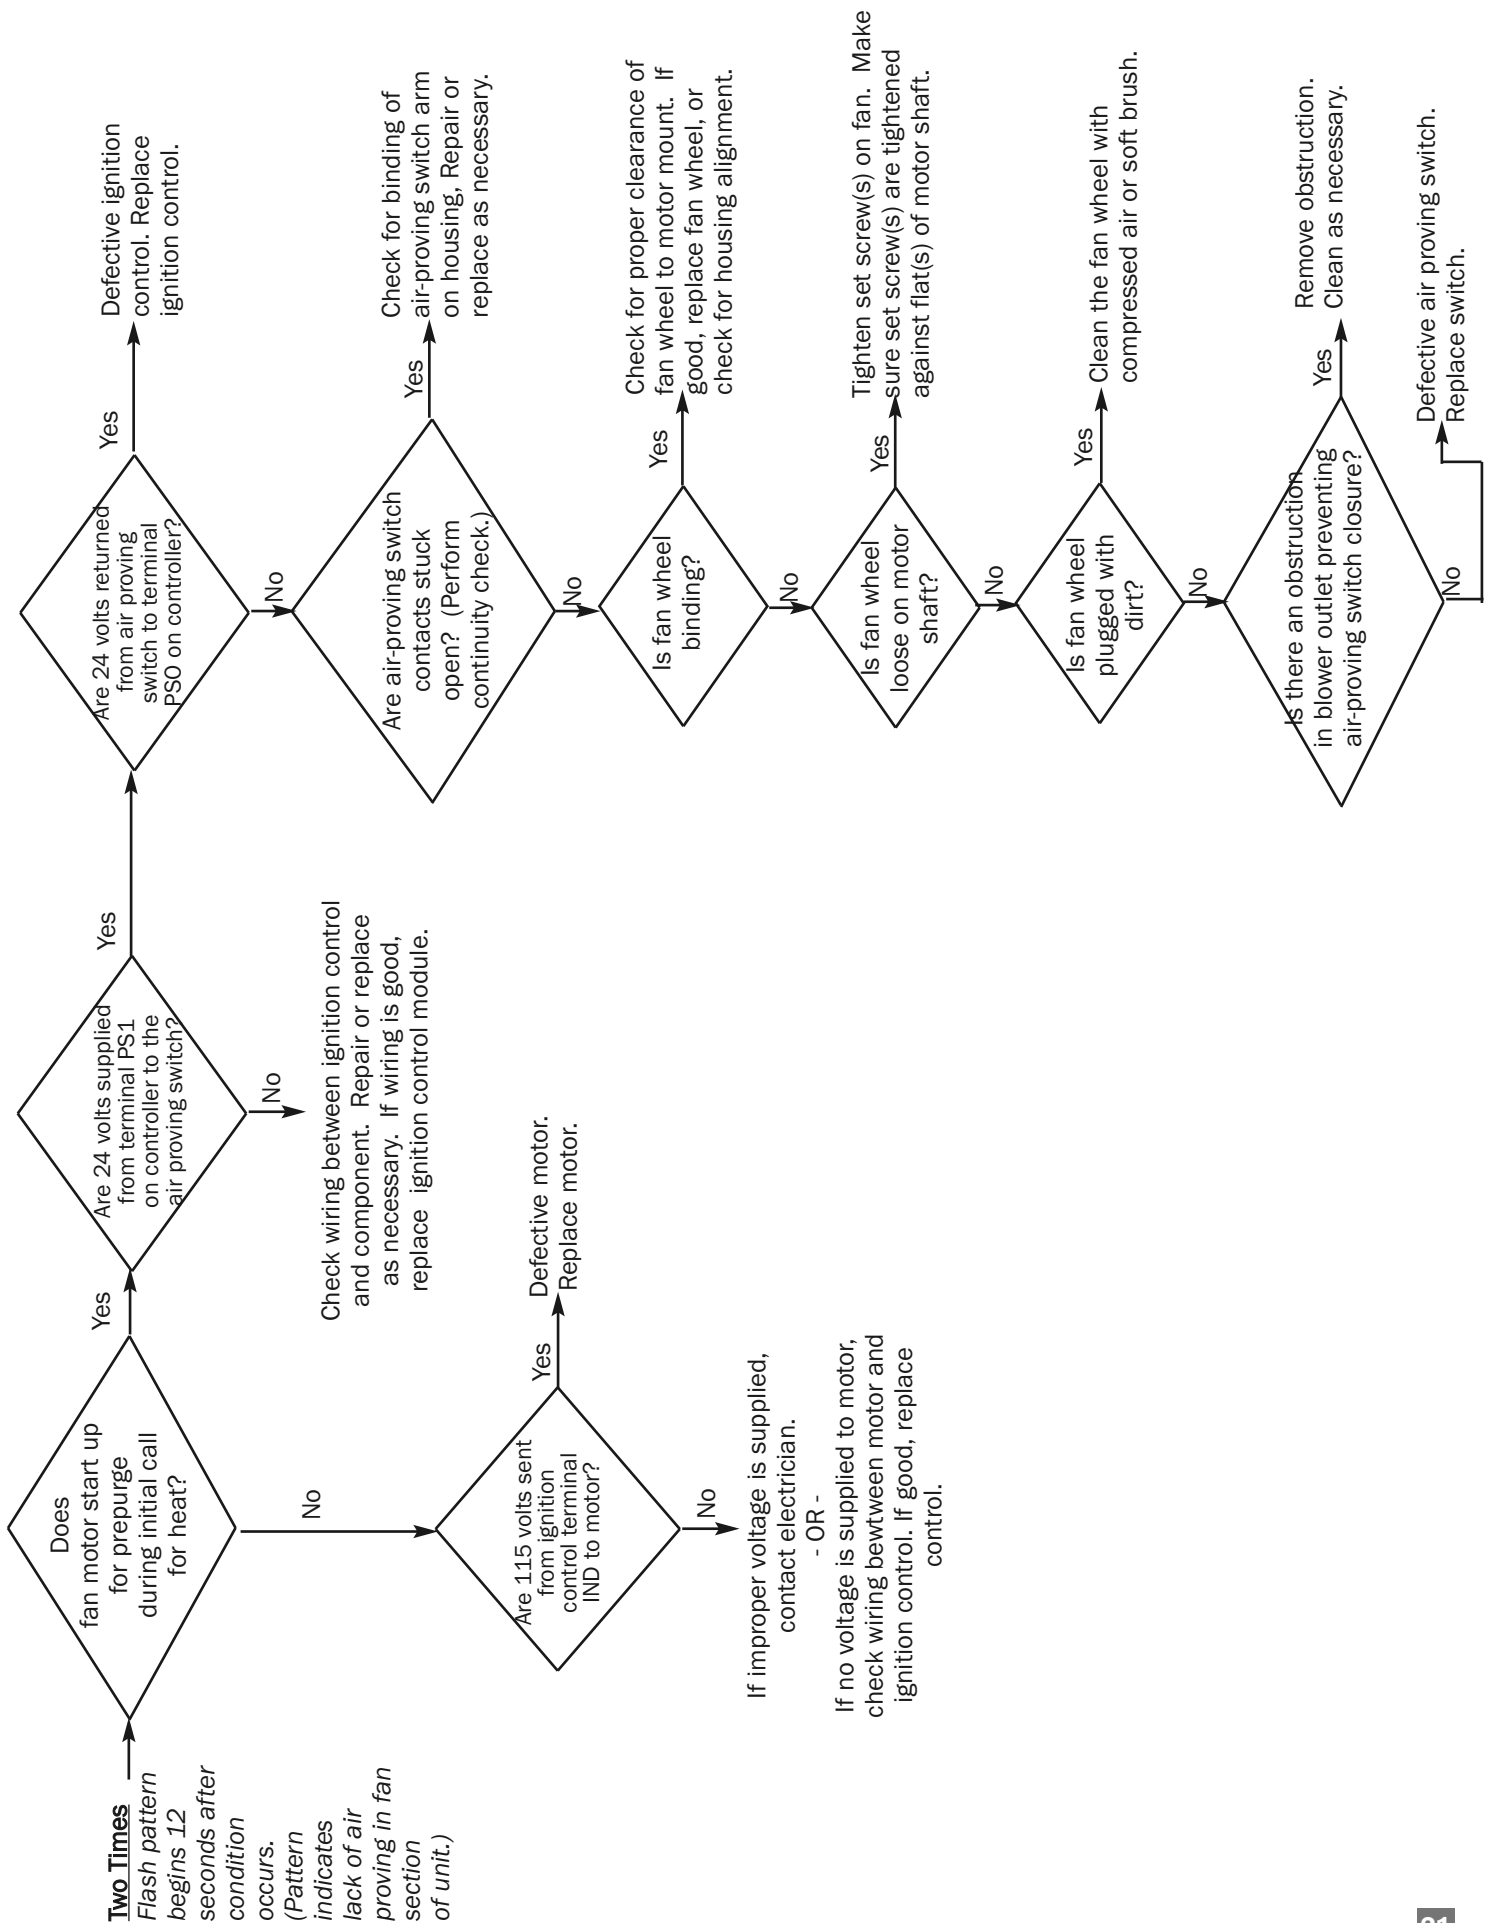 Two Times
Flash pattern
begins 12
seconds after
condition
occurs.
(Pattern
indicates
lack of air
proving in fan
section
of unit.)
Does
fan motor start up
for prepurge
during initial call
for heat?
Yes
No
Are 24 volts supplied
from terminal PS1
on controller to the
air proving switch?
Yes
No
Check wiring between ignition control
and component.  Repair or replace
as necessary.  If wiring is good,
replace  ignition control module.
Are 115 volts sent
from ignition
control terminal
IND to motor?
Yes
Defective motor.
Replace motor.
No
If improper voltage is supplied,
contact electrician.
- OR -
If no voltage is supplied to motor,
check wiring bewtween motor and
ignition control. If good, replace
control.
Are 24 volts returned
from air proving
switch to terminal
PSO on controller?
Yes
Defective ignition
control. Replace
ignition control.
No
Are air-proving switch
contacts stuck
open?  (Perform
continuity check.)
Yes
Check for binding of
air-proving switch arm
on housing, Repair or
replace as necessary.
No
Is fan wheel
binding?
Yes
Check for proper clearance of
fan wheel to motor mount.  If
good, replace fan wheel, or
check for housing alignment.
No
Is fan wheel
loose on motor
shaft?
Yes
Tighten set screw(s) on fan.  Make
sure set screw(s) are tightened
against flat(s) of motor shaft.
No
Is fan wheel
plugged with
dirt?
Yes
Clean the fan wheel with
compressed air or soft brush.
No
Is there an obstruction
in blower outlet preventing
air-proving switch closure?
Yes
Remove obstruction.
Clean as necessary.
No
Defective air proving switch.
Replace switch.